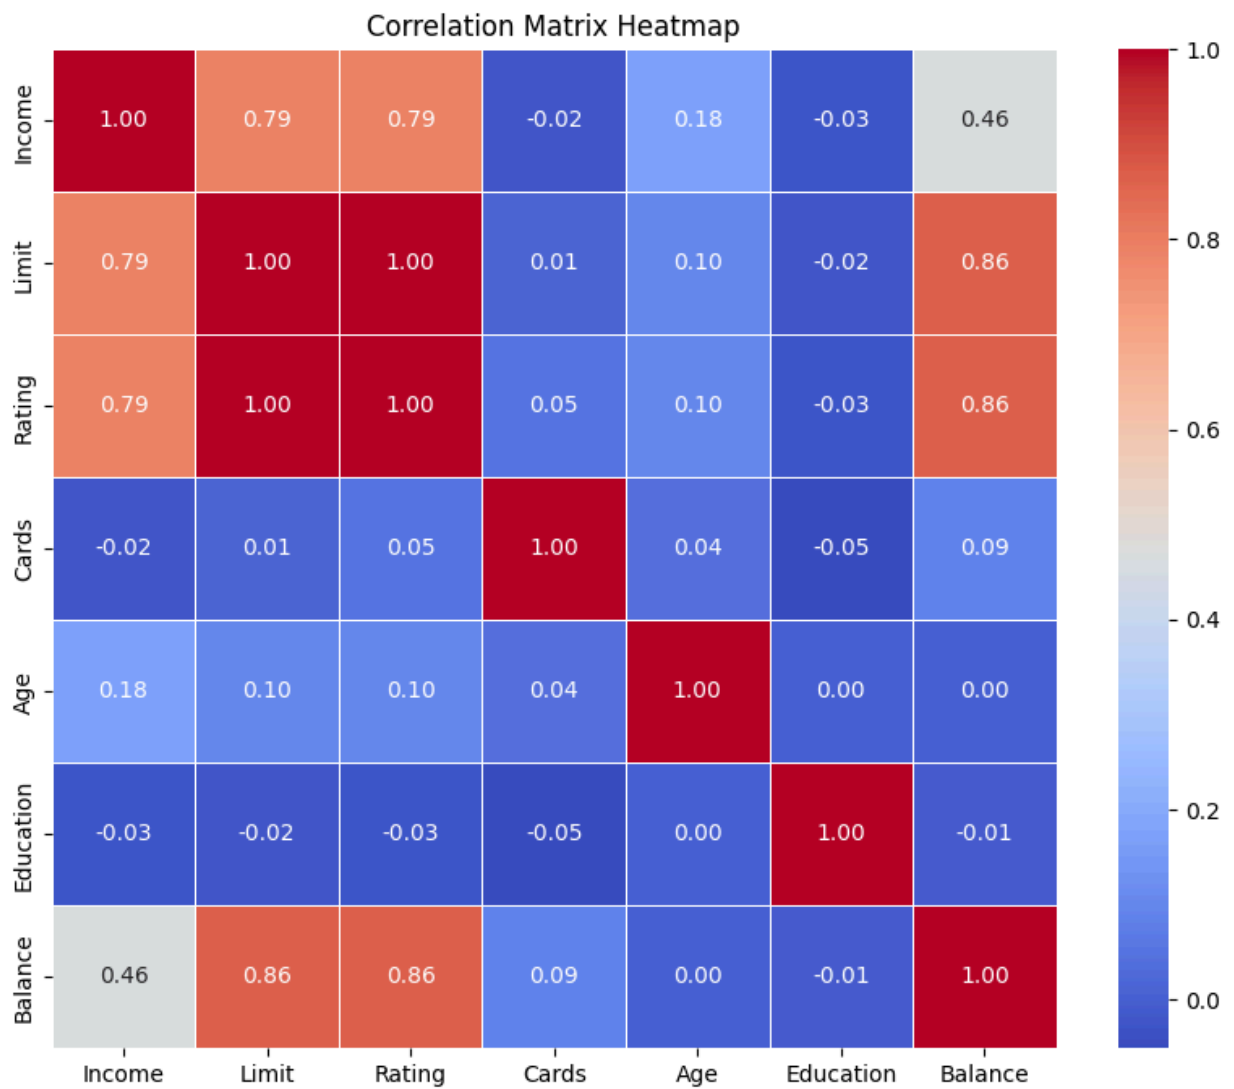 Correlation Matrix Heatmap
Income 1.00 0.79 0.79 -0.02 0.18 -0.03 0.46
Limit 0.79 1.00 1.00 0.01 0.10 -0.02 0.86
Rating 0.79 1.00 1.00 0.05 0.10 -0.03 0.86
Cards -0.02 0.01 0.05 1.00 0.04 -0.05 0.09
Age 0.18 0.10 0.10 0.04 1.00 0.00 0.00
Education -0.03 -0.02 -0.03 -0.05 0.00 1.00 -0.01
Balance 0.46 0.86 0.86 0.09 0.00 -0.01 1.00
Income Limit Rating Cards Age Education Balance
1.0
0.8
0.6
0.4
0.2
0.0